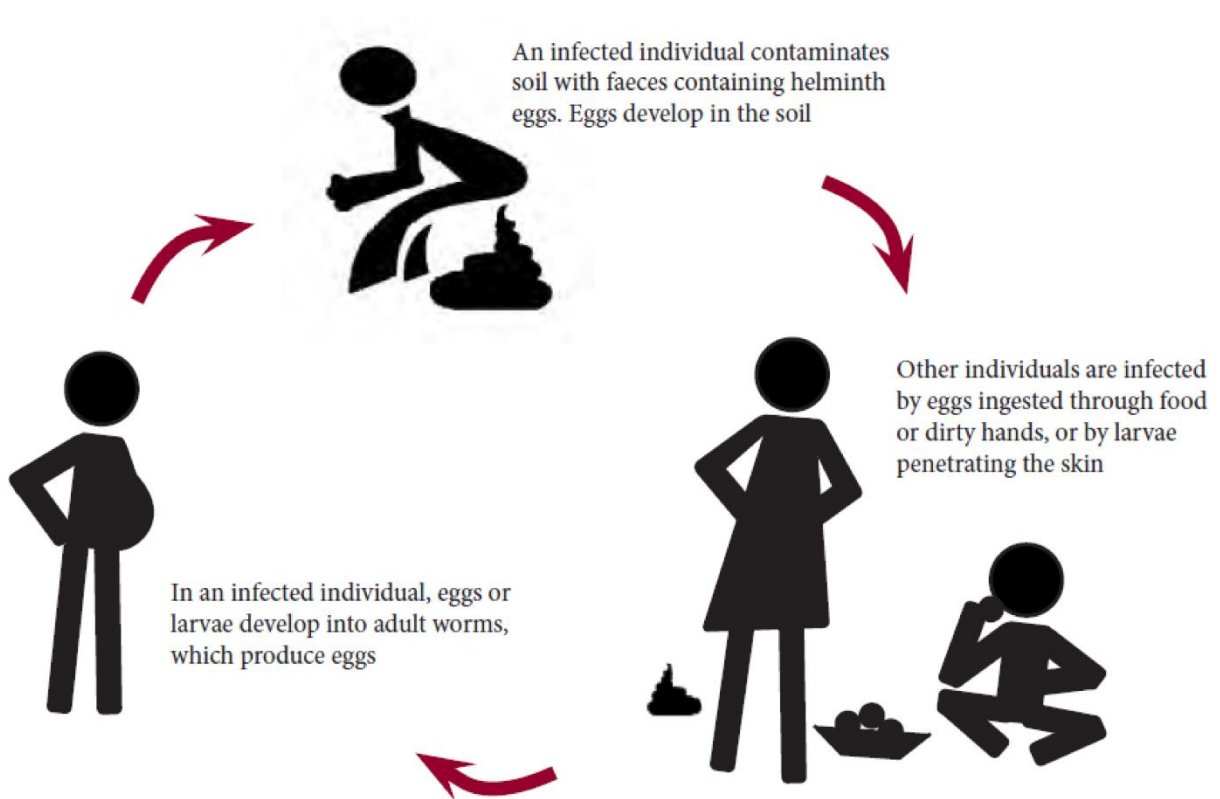 An infected individual contaminates
soil with faeces containing helminth
eggs. Eggs develop in the soil
Other individuals are infected
by eggs ingested through food
or dirty hands, or by larvae
penetrating the skin
In an infected individual, eggs or
larvae develop into adult worms,
which produce eggs